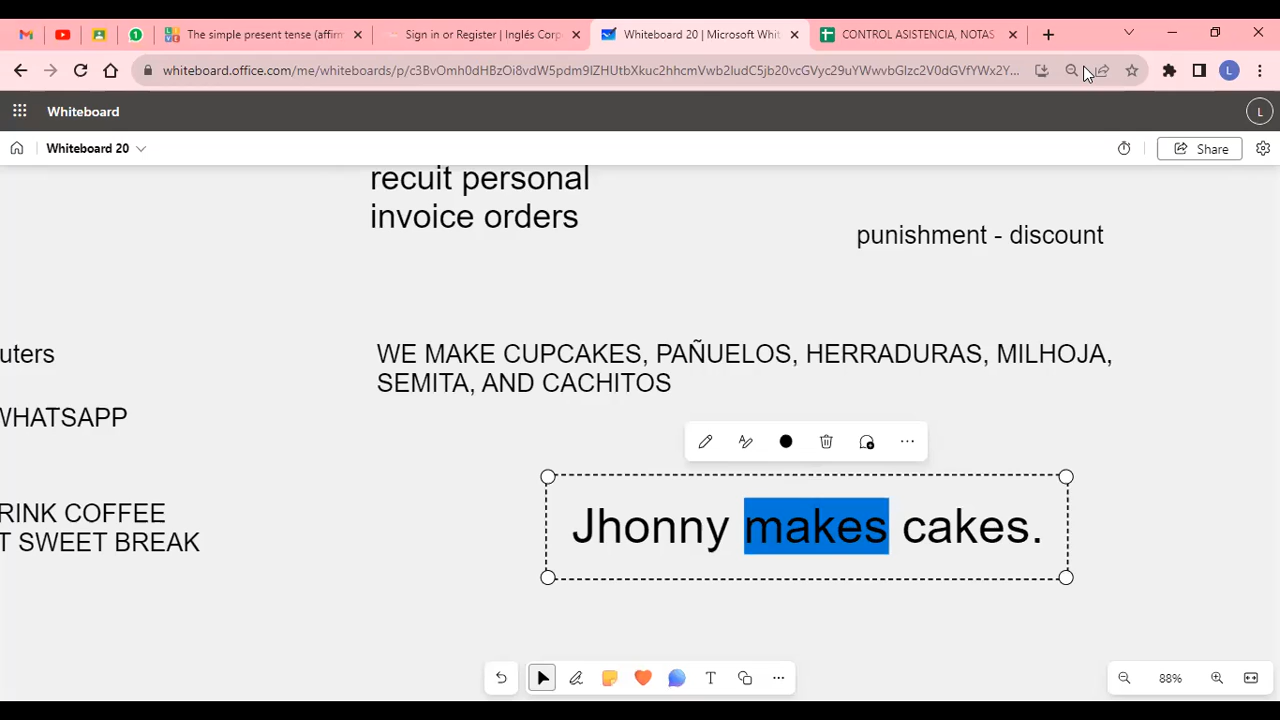 The simple present tense (affirr
Sign in or Register | Inglés Corp
Whiteboard 20 | Microsoft Whit
CONTROL ASISTENCIA, NOTAS
L
Whiteboard
L
Whiteboard 20
Share
recuit personal
invoice orders
punishment - discount
uters
WE MAKE CUPCAKES, PAÑUELOS, HERRADURAS, MILHOJA,
SEMITA, AND CACHITOS
WHATSAPP
RINK COFFEE
T SWEET BREAK
Jhonny makes cakes.
88%